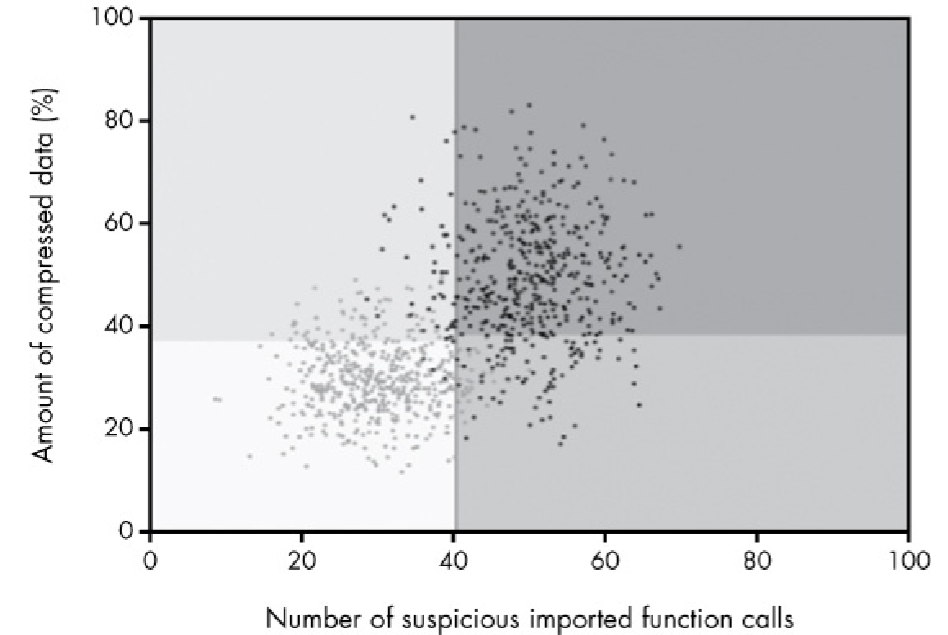 100
80
60
40
20
0
0 20 40 60 80 100
Amount of compressed data (%)
Number of suspicious imported function calls